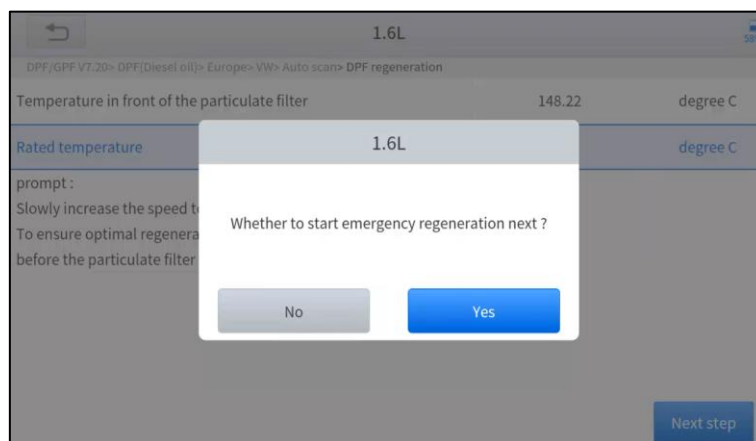 1.6L
DPF/GPF V7.20> DPF(Diesel oil)> Europe> VW> Auto scan> DPF regeneration
Temperature in front of the particulate filter 148.22 degree C
Rated temperature degree C
prompt :
Slowly increase the speed t
To ensure optimal regenera
before the particulate filter
1.6L
Whether to start emergency regeneration next ?
No Yes
Next step